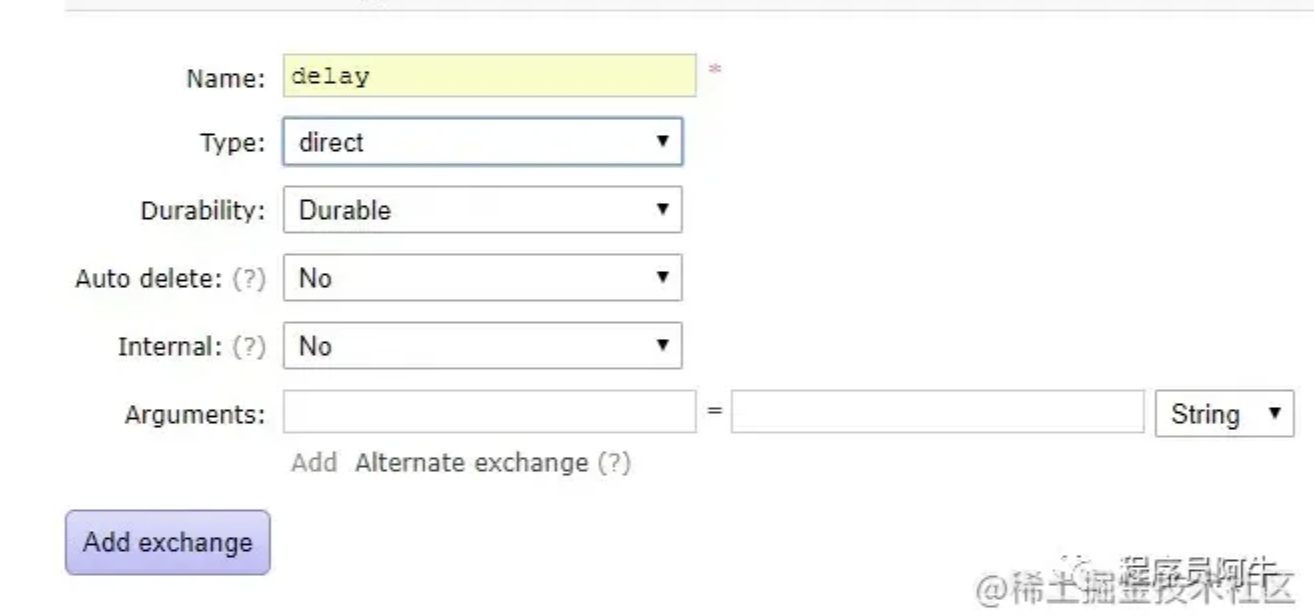 Name: delay *
Type: direct ▼
Durability: Durable ▼
Auto delete: (?) No ▼
Internal: (?) No ▼
Arguments: = String ▼
Add Alternate exchange (?)
Add exchange
程序员阿牛
@稀土掘金技术社区